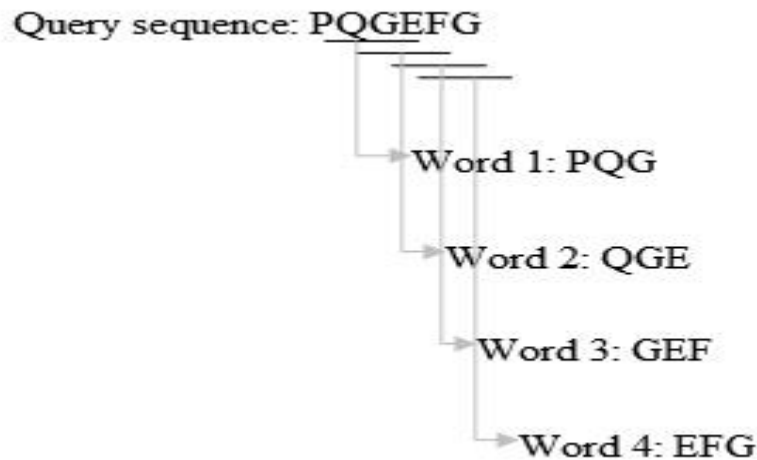 Query sequence: PQGEFG
Word 1: PQG
Word 2: QGE
Word 3: GEF
Word 4: EFG